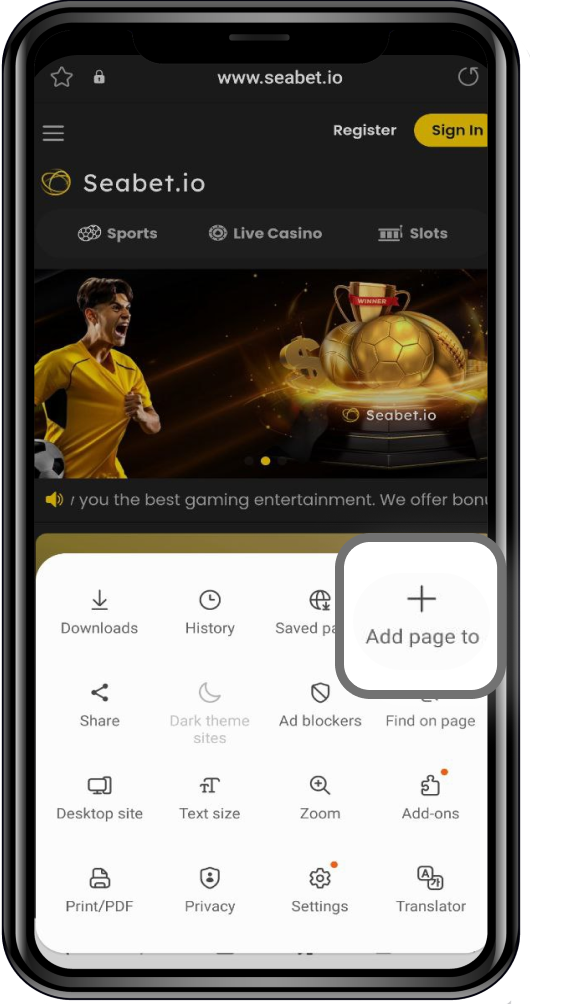 www.seabet.io
Register
Sign In
Seabet.io
Sports
Live Casino
Slots
WINNER
$
Seabet.io
you the best gaming entertainment. We offer
Downloads
History
Saved
Add page to
Share
Dark theme
sites
Ad blockers
Find on page
Desktop site
Text size
Zoom
Add-ons
Print/PDF
Privacy
Settings
Translator